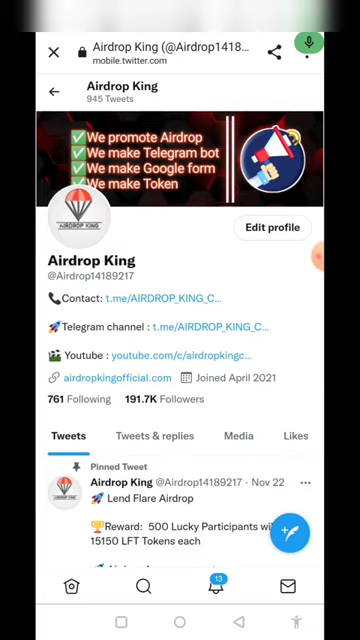 Airdrop King (@Airdrop1418...
mobile.twitter.com
Airdrop King
945 Tweets
We promote Airdrop
We make Telegram bot
We make Google form
We make Token
AIRDROP KING
Edit profile
Airdrop King
@Airdrop14189217
Contact: t.me/AIRDROP_KING_C...
Telegram channel : t.me/AIRDROP_KING_C...
Youtube : youtube.com/c/airdropkingc...
airdropkingofficial.com Joined April 2021
761 Following 191.7K Followers
Tweets Tweets & replies Media Likes
Pinned Tweet
Airdrop King @Airdrop14189217 · Nov 22
Lend Flare Airdrop
Reward: 500 Lucky Participants wi
15150 LFT Tokens each
13